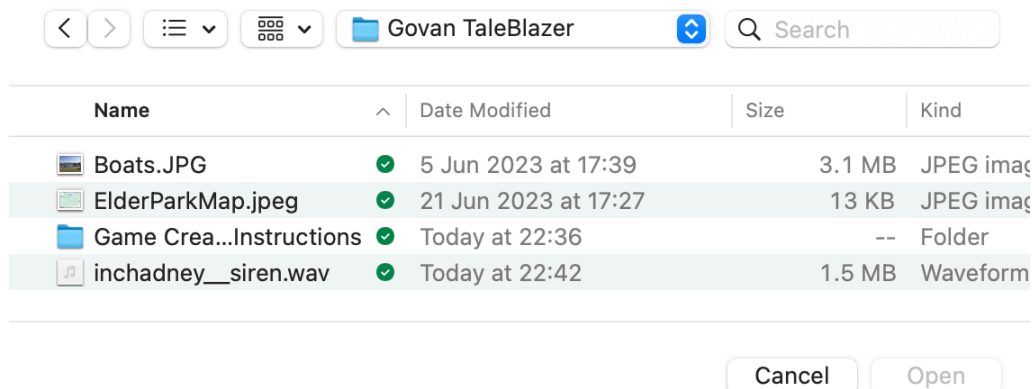 Govan TaleBlazer Search
Name Date Modified Size Kind
Boats.JPG 5 Jun 2023 at 17:39 3.1 MB JPEG imag
ElderParkMap.jpeg 21 Jun 2023 at 17:27 13 KB JPEG imag
Game Crea...Instructions Today at 22:36 -- Folder
inchadney__siren.wav Today at 22:42 1.5 MB Waveform
Cancel Open